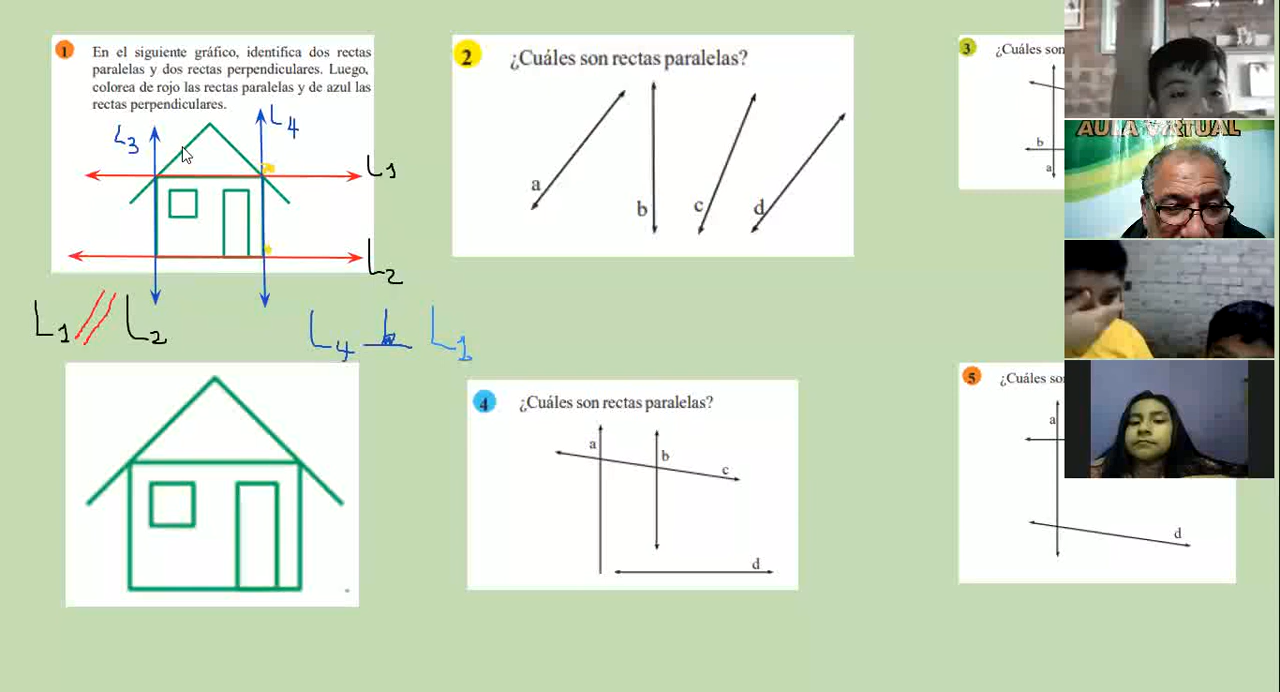 1
En el siguiente gráfico, identifica dos rectas
paralelas y dos rectas perpendiculares. Luego,
colorea de rojo las rectas paralelas y de azul las
rectas perpendiculares.
L3
L4
L1
L2
L1 // L2
L4 ⊥ L1
2
¿Cuáles son rectas paralelas?
a
b
c
d
3
¿Cuáles son
b
a
4
¿Cuáles son rectas paralelas?
a
b
c
d
5
¿Cuáles so
a
d
AULA VIRTUAL